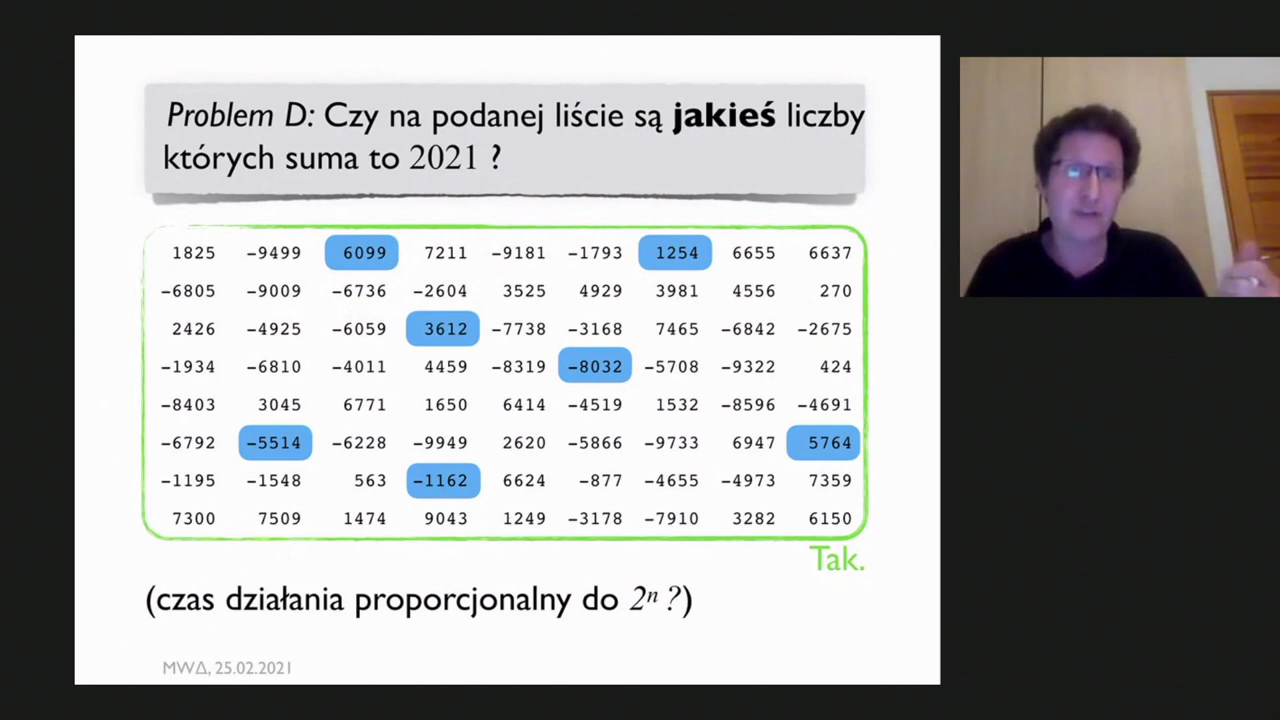 Problem D: Czy na podanej liście są jakieś liczby
których suma to 2021 ?
1825 −9499 6099 7211 −9181 −1793 1254 6655 6637
−6805 −9009 −6736 −2604 3525 4929 3981 4556 270
2426 −4925 −6059 3612 −7738 −3168 7465 −6842 −2675
−1934 −6810 −4011 4459 −8319 −8032 −5708 −9322 424
−8403 3045 6771 1650 6414 −4519 1532 −8596 −4691
−6792 −5514 −6228 −9949 2620 −5866 −9733 6947 5764
−1195 −1548 563 −1162 6624 −877 −4655 −4973 7359
7300 7509 1474 9043 1249 −3178 −7910 3282 6150
Tak.
(czas działania proporcjonalny do 2ⁿ ?)
MWΔ, 25.02.2021